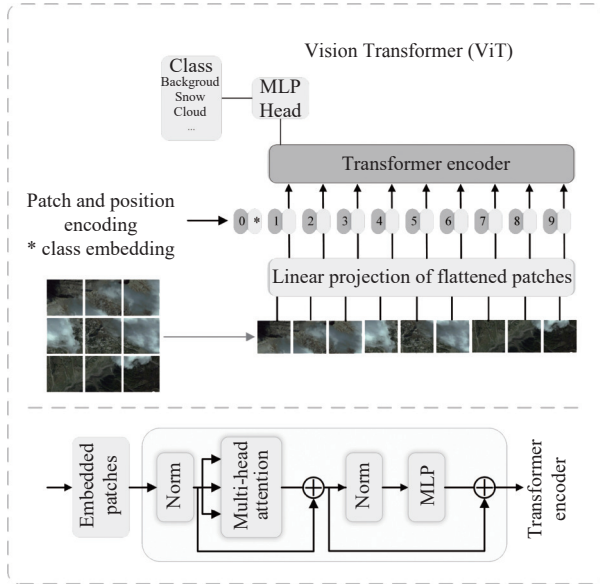 Vision Transformer (ViT)
Class
Backgroud
Snow
Cloud
...
MLP
Head
Transformer encoder
Patch and position
encoding
* class embedding
0 * 1 2 3 4 5 6 7 8 9
Linear projection of flattened patches
Embedded
patches
Norm
Multi-head
attention
Norm
MLP
Transformer
encoder